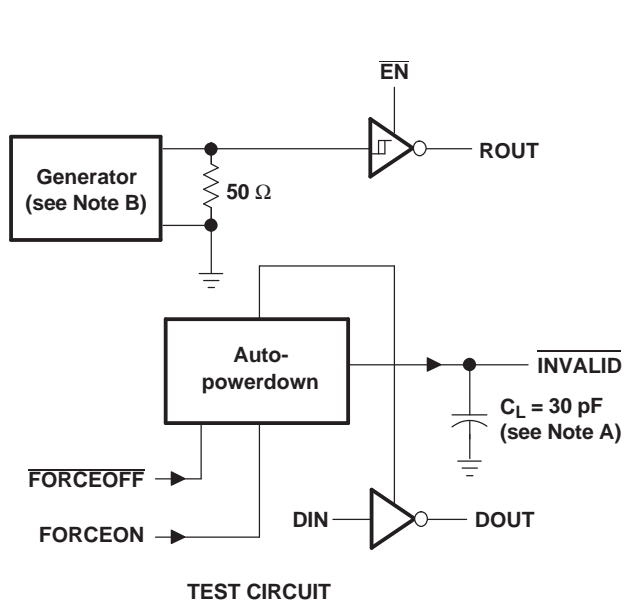 EN
Generator
(see Note B)
50 Ω
ROUT
Auto-
powerdown
INVALID
CL = 30 pF
(see Note A)
FORCEOFF
FORCEON
DIN
DOUT
TEST CIRCUIT